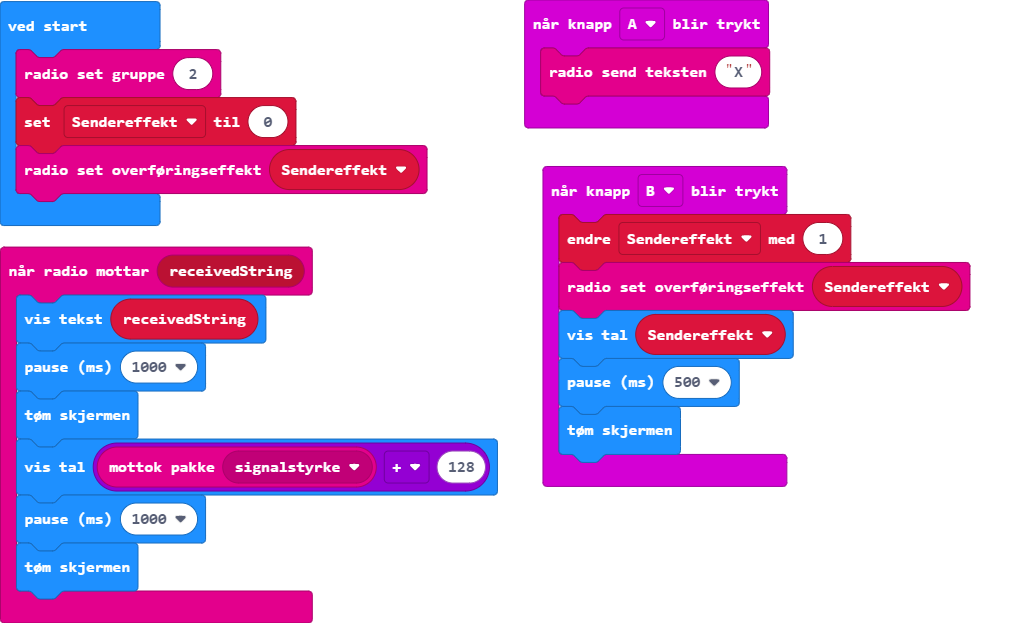 ved start
radio set gruppe 2
set Sendereffekt til 0
radio set overføringseffekt Sendereffekt
når radio mottar receivedString
vis tekst receivedString
pause (ms) 1000
tøm skjermen
vis tal mottok pakke signalstyrke + 128
pause (ms) 1000
tøm skjermen
når knapp A blir trykt
radio send teksten "X"
når knapp B blir trykt
endre Sendereffekt med 1
radio set overføringseffekt Sendereffekt
vis tal Sendereffekt
pause (ms) 500
tøm skjermen